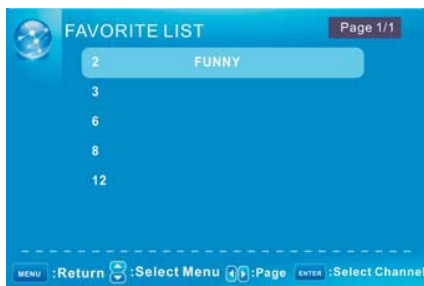 FAVORITE LIST Page 1/1
2 FUNNY
3
6
8
12
MENU :Return :Select Menu :Page ENTER :Select Channel